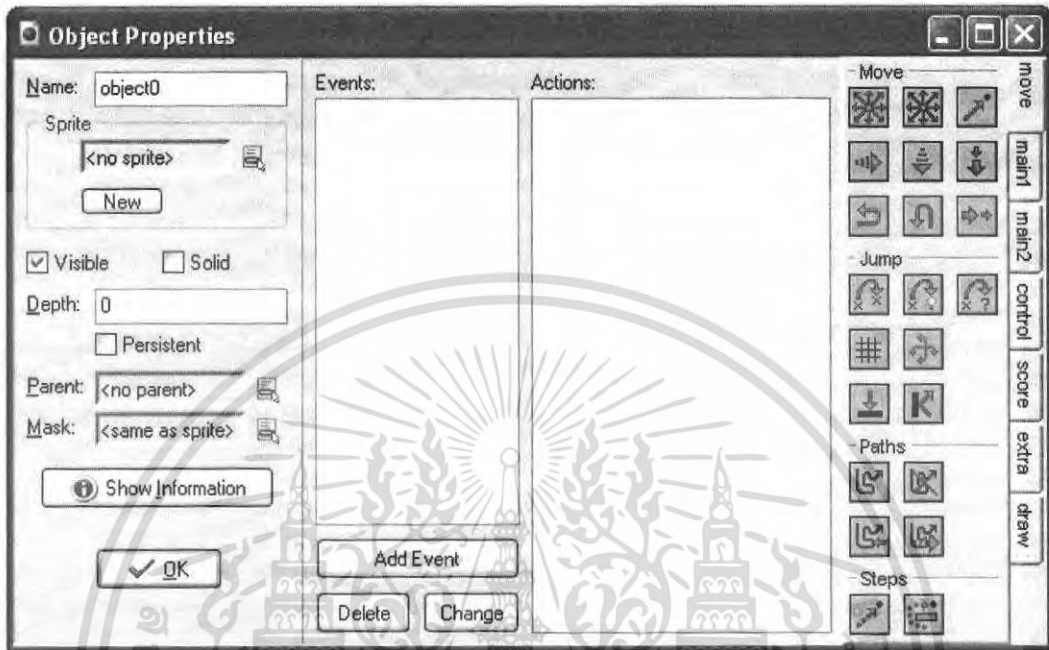 Object Properties
Name: object0
Sprite
<no sprite>
New
Visible Solid
Depth: 0
Persistent
Parent: <no parent>
Mask: <same as sprite>
Show Information
OK
Events:
Add Event
Delete Change
Actions:
Move
Jump
Paths
Steps
move
main1
main2
control
score
extra
draw